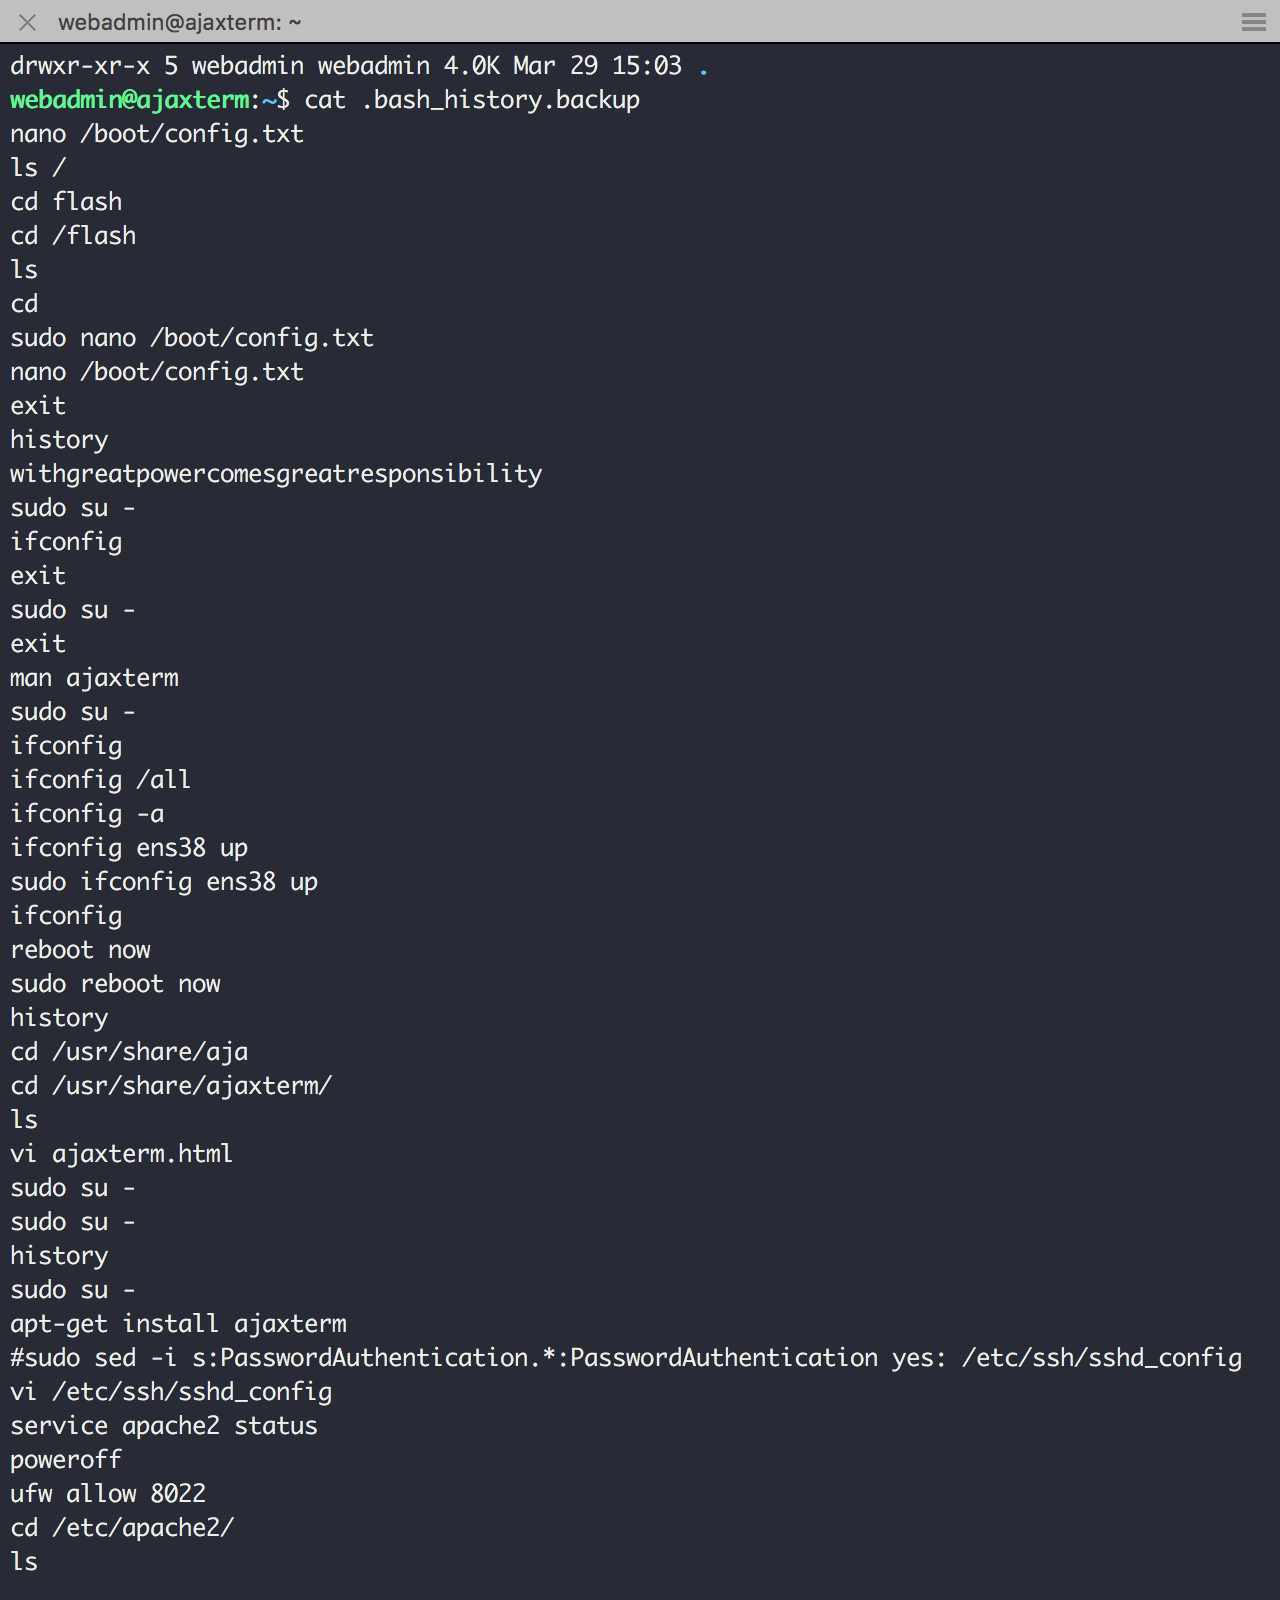 webadmin@ajaxterm: ~
drwxr-xr-x 5 webadmin webadmin 4.0K Mar 29 15:03 .
webadmin@ajaxterm:~$ cat .bash_history.backup
nano /boot/config.txt
ls /
cd flash
cd /flash
ls
cd
sudo nano /boot/config.txt
nano /boot/config.txt
exit
history
withgreatpowercomesgreatresponsibility
sudo su -
ifconfig
exit
sudo su -
exit
man ajaxterm
sudo su -
ifconfig
ifconfig /all
ifconfig -a
ifconfig ens38 up
sudo ifconfig ens38 up
ifconfig
reboot now
sudo reboot now
history
cd /usr/share/aja
cd /usr/share/ajaxterm/
ls
vi ajaxterm.html
sudo su -
sudo su -
history
sudo su -
apt-get install ajaxterm
#sudo sed -i s:PasswordAuthentication.*:PasswordAuthentication yes: /etc/ssh/sshd_config
vi /etc/ssh/sshd_config
service apache2 status
poweroff
ufw allow 8022
cd /etc/apache2/
ls